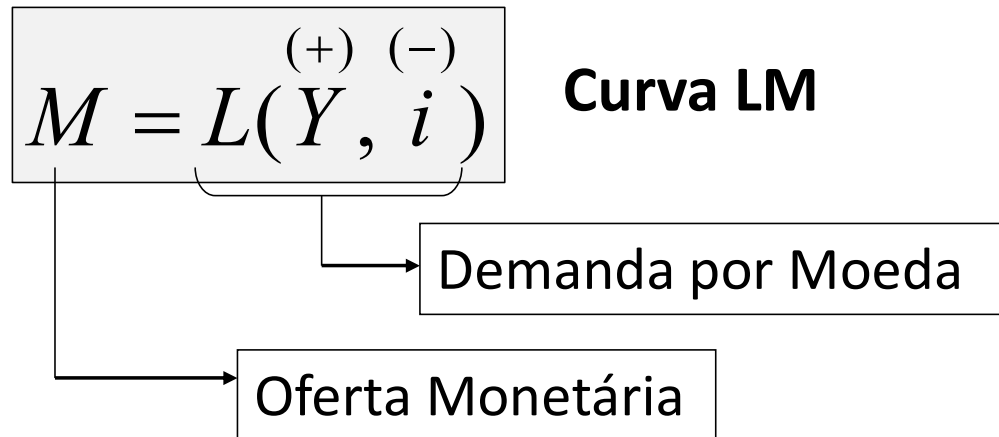 (+) (−)
M = L(Y, i)
Curva LM
Demanda por Moeda
Oferta Monetária